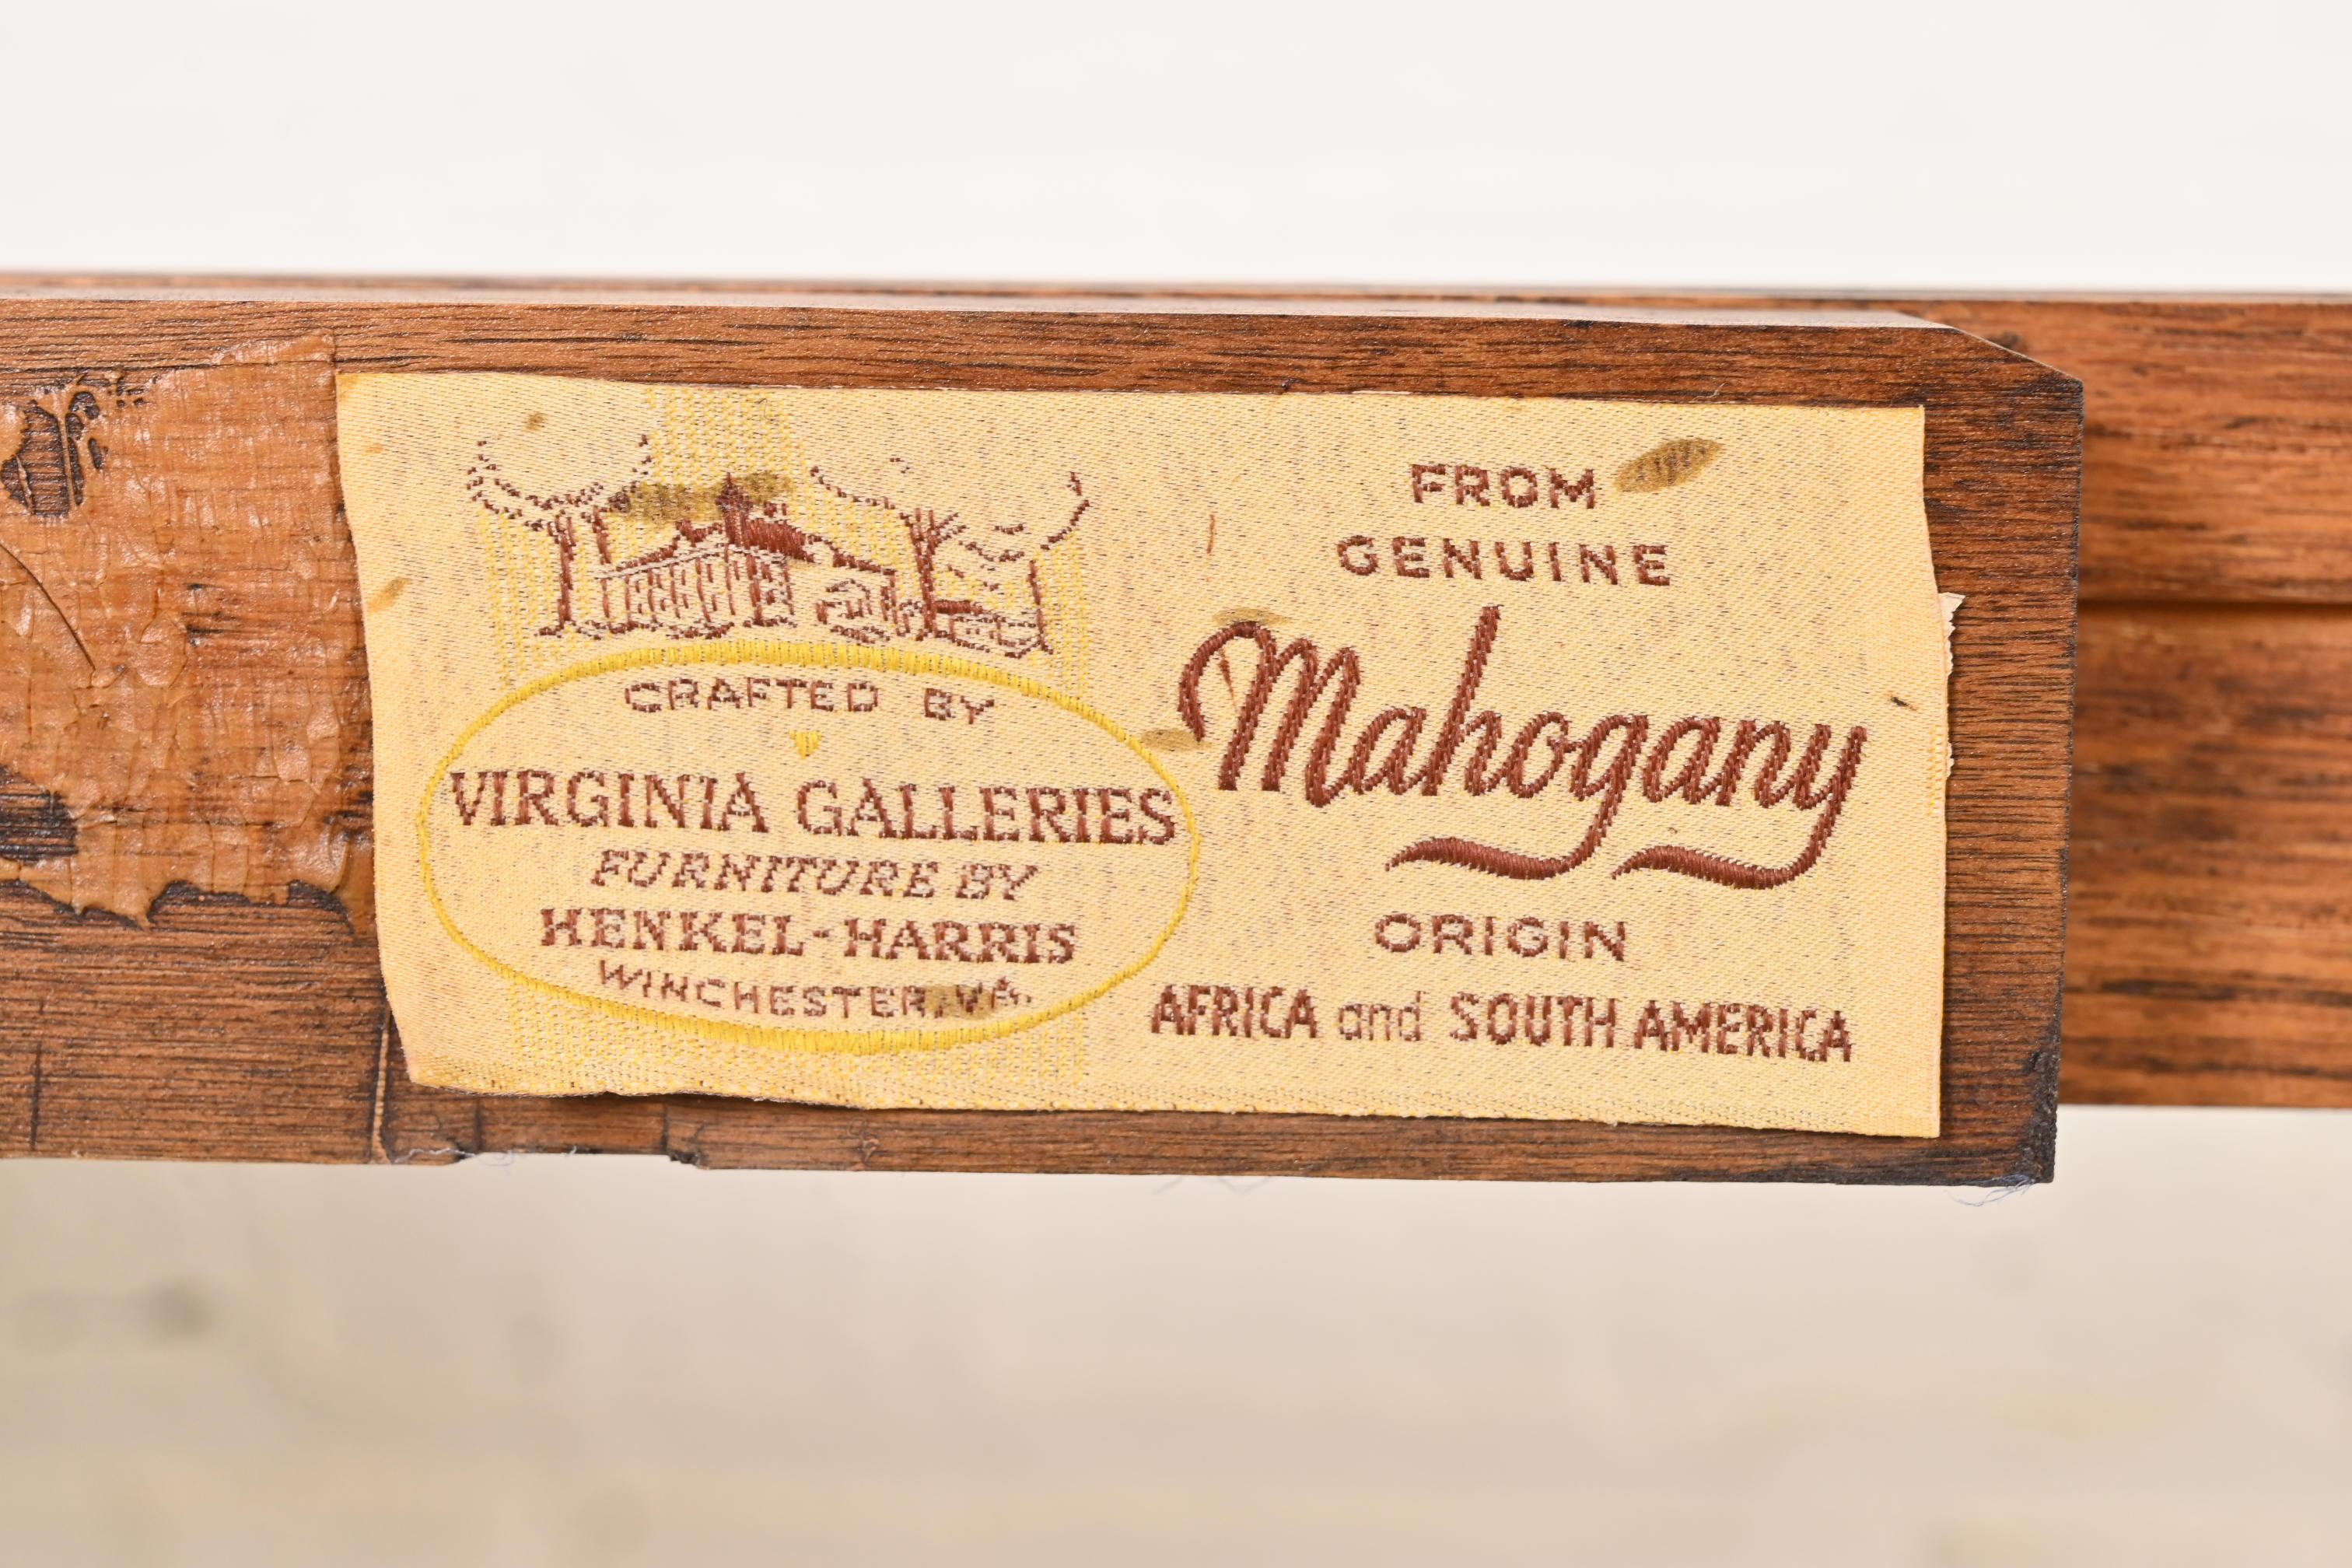 CRAFTED BY
VIRGINIA GALLERIES
FURNITURE BY
HENKEL-HARRIS
WINCHESTER, VA.
FROM
GENUINE
Mahogany
ORIGIN
AFRICA and SOUTH AMERICA